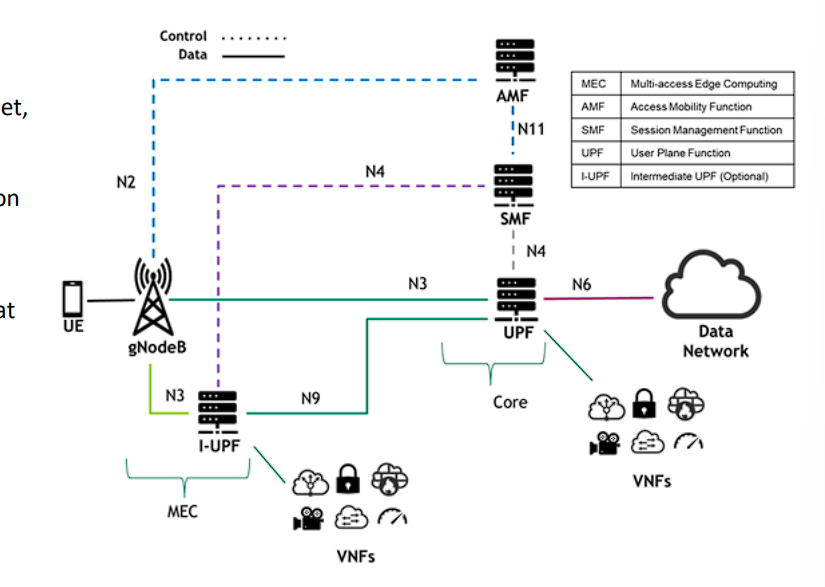 Control
Data
et,
on
at
AMF
N11
N2
N4
SMF
N4
MEC Multi-access Edge Computing
AMF Access Mobility Function
SMF Session Management Function
UPF User Plane Function
I-UPF Intermediate UPF (Optional)
UE
gNodeB
N3
UPF
N6
Data
Network
N3
I-UPF
N9
Core
MEC
VNFs
VNFs